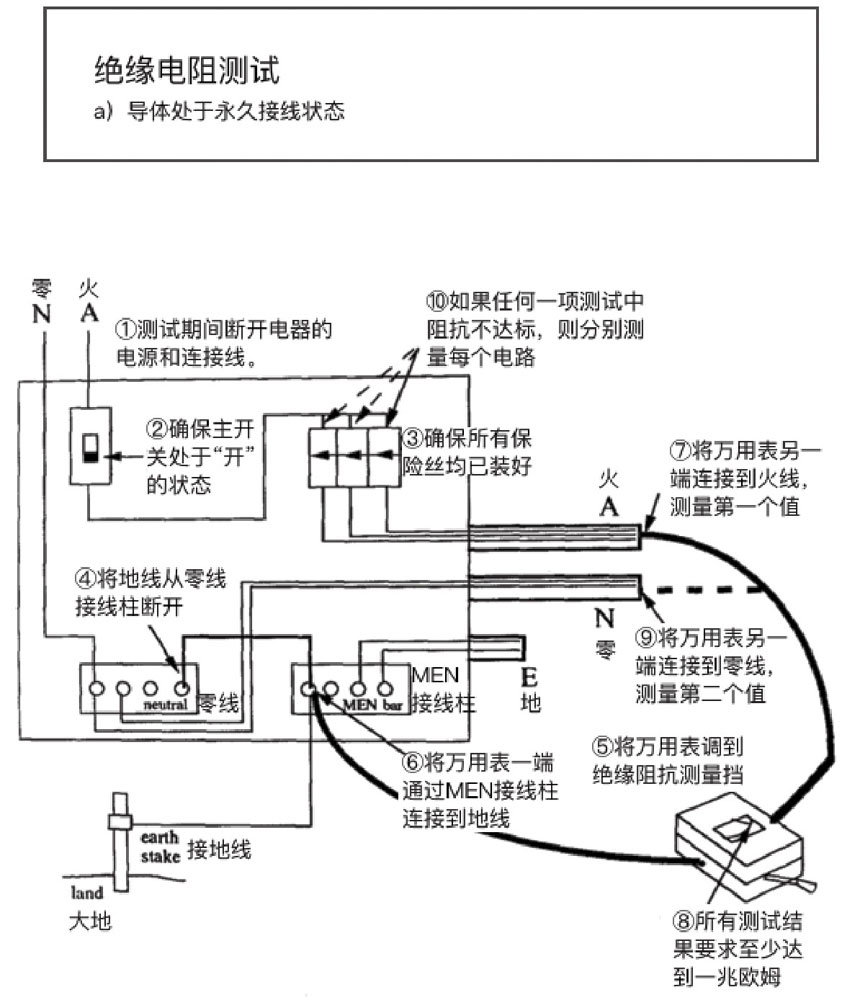 绝缘电阻测试
a) 导体处于永久接线状态
零
N
火
A
①测试期间断开电器的
电源和连接线。
⑩如果任何一项测试中
阻抗不达标，则分别测
量每个电路
②确保主开
关处于“开”
的状态
③确保所有保
险丝均已装好
⑦将万用表另一
端连接到火线，
测量第一个值
火
A
④将地线从零线
接线柱断开
N
零
⑨将万用表另一
端连接到零线，
测量第二个值
neutral
零线
MEN bar
MEN
接线柱
E
地
⑤将万用表调到
绝缘阻抗测量挡
⑥将万用表一端
通过MEN接线柱
连接到地线
earth
stake
接地线
land
大地
⑧所有测试结
果要求至少达
到一兆欧姆